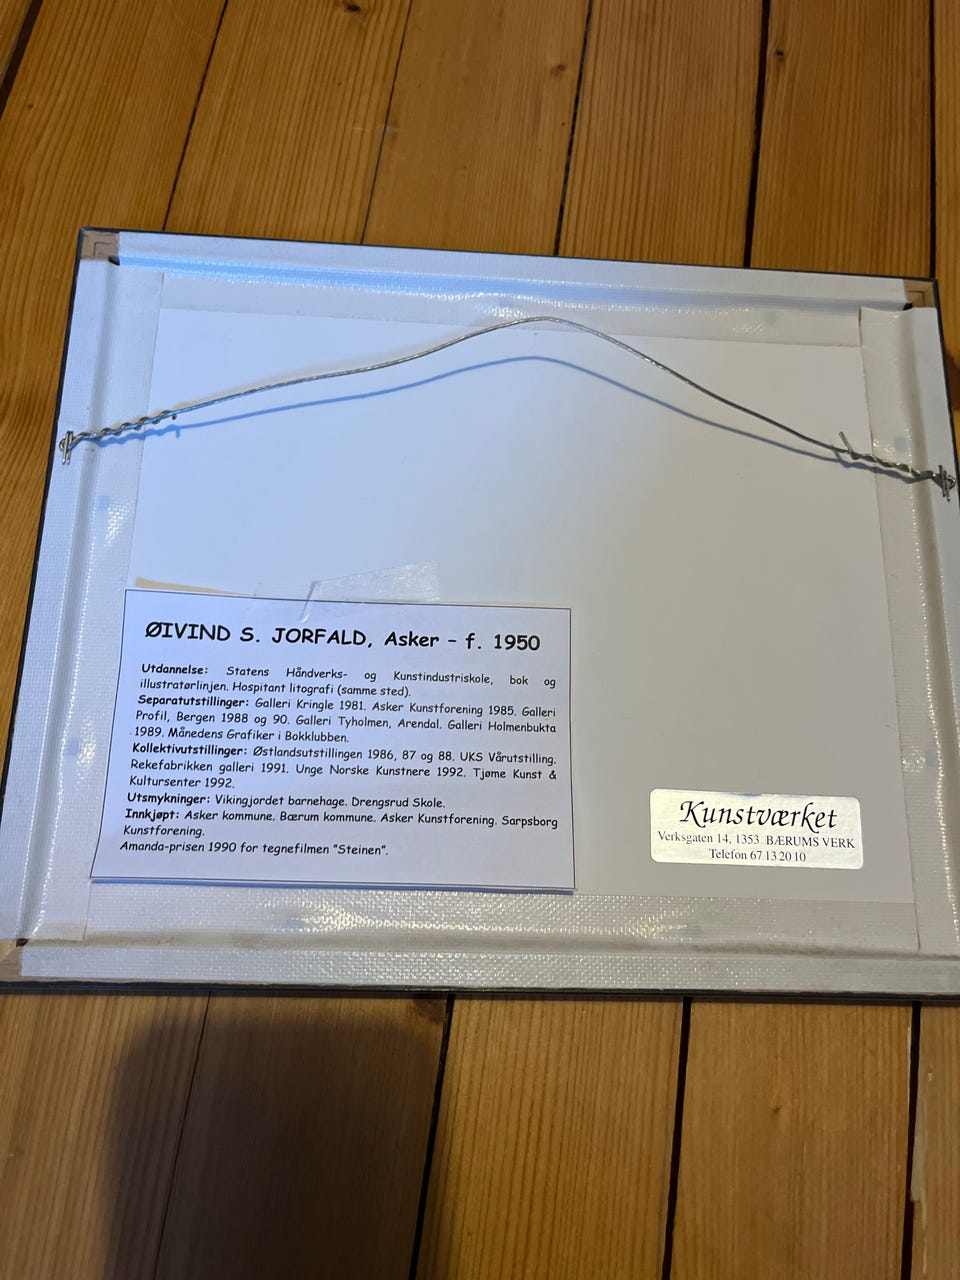 ØIVIND S. JORFALD, Asker – f. 1950
Utdannelse: Statens Håndverks- og Kunstindustriskole, bok og
illustratørlinjen. Hospitant litografi (samme sted).
Separatutstillinger: Galleri Kringle 1981. Asker Kunstforening 1985. Galleri
Profil, Bergen 1988 og 90. Galleri Tyholmen, Arendal. Galleri Holmenbukta
1989. Månedens Grafiker i Bokklubben.
Kollektivutstillinger: Østlandsutstillingen 1986, 87 og 88. UKS Vårutstilling.
Rekefabrikken galleri 1991. Unge Norske Kunstnere 1992. Tjøme Kunst &
Kultursenter 1992.
Utsmykninger: Vikingjordet barnehage. Drengsrud Skole.
Innkjøpt: Asker kommune. Bærum kommune. Asker Kunstforening. Sarpsborg
Kunstforening.
Amanda-prisen 1990 for tegnefilmen "Steinen".
Kunstværket
Verksgaten 14, 1353 BÆRUMS VERK
Telefon 67 13 20 10